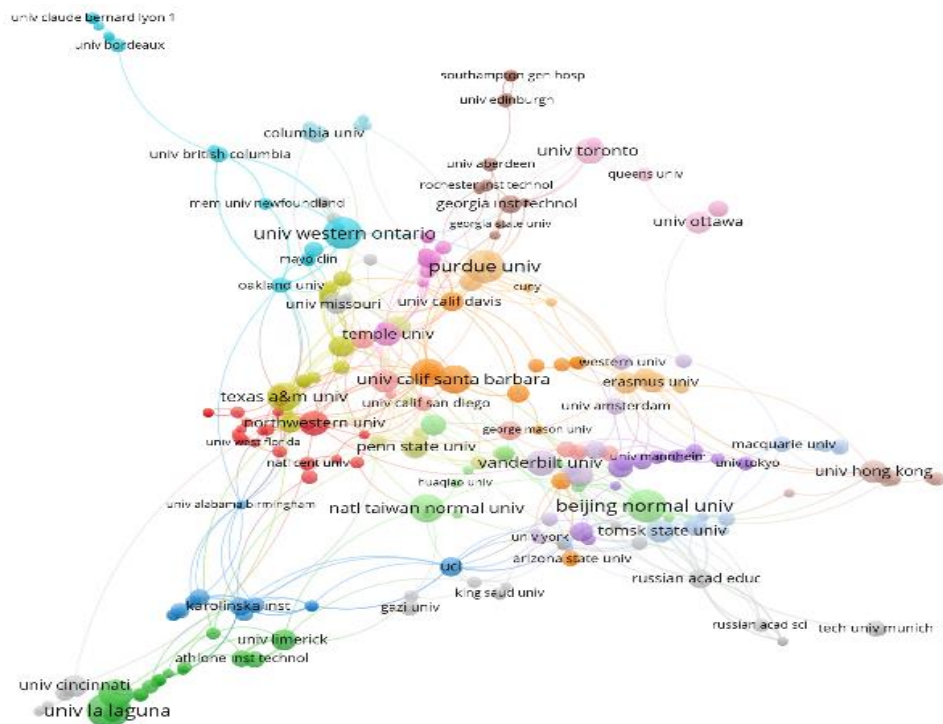 univ claude bernard lyon 1
univ bordeaux
southampton gen hosp
univ edinburgh
columbia univ
univ british columbia
univ toronto
univ aberdeen
queens univ
rochester inst technol
mem univ newfoundland
georgia inst technol
georgia state univ
univ ottawa
univ western ontario
mayo clin
purdue univ
oakland univ
cuny
univ missouri
univ calif davis
temple univ
western univ
univ calif santa barbara
erasmus univ
texas a&m univ
univ calif san diego
univ amsterdam
northwestern univ
george mason univ
univ west florida
penn state univ
macquarie univ
nati cent univ
vanderbilt univ
univ mannheim
univ tokyo
univ hong kong
huaqiao univ
univ alabama birmingham
natl taiwan normal univ
beijing normal univ
univ york
tomsk state univ
arizona state univ
ucl
russian acad educ
king saud univ
karolinska inst
gazi univ
russian acad sci
tech univ munich
univ limerick
athlone inst technol
univ cincinnati
univ la laguna